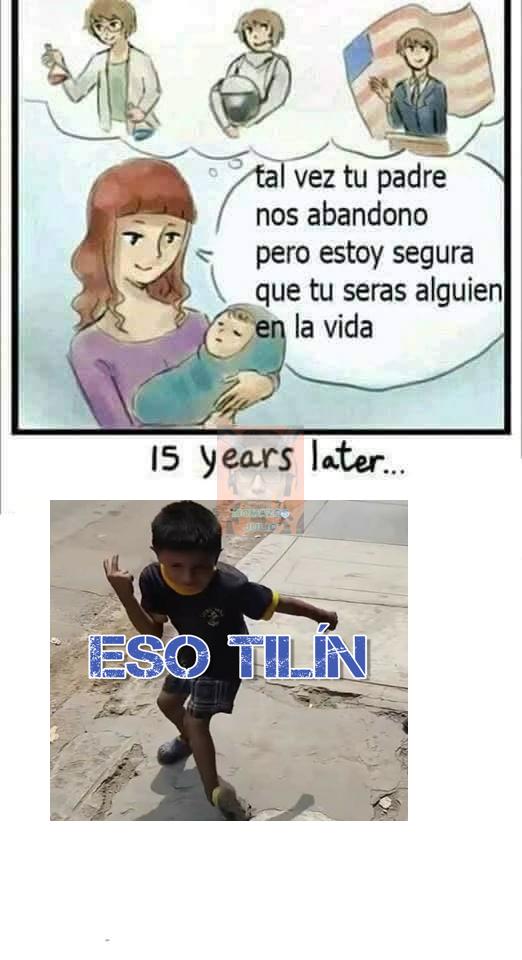 tal vez tu padre
nos abandono
pero estoy segura
que tu seras alguien
en la vida
15 years later...
JULIO
ESO TILÍN